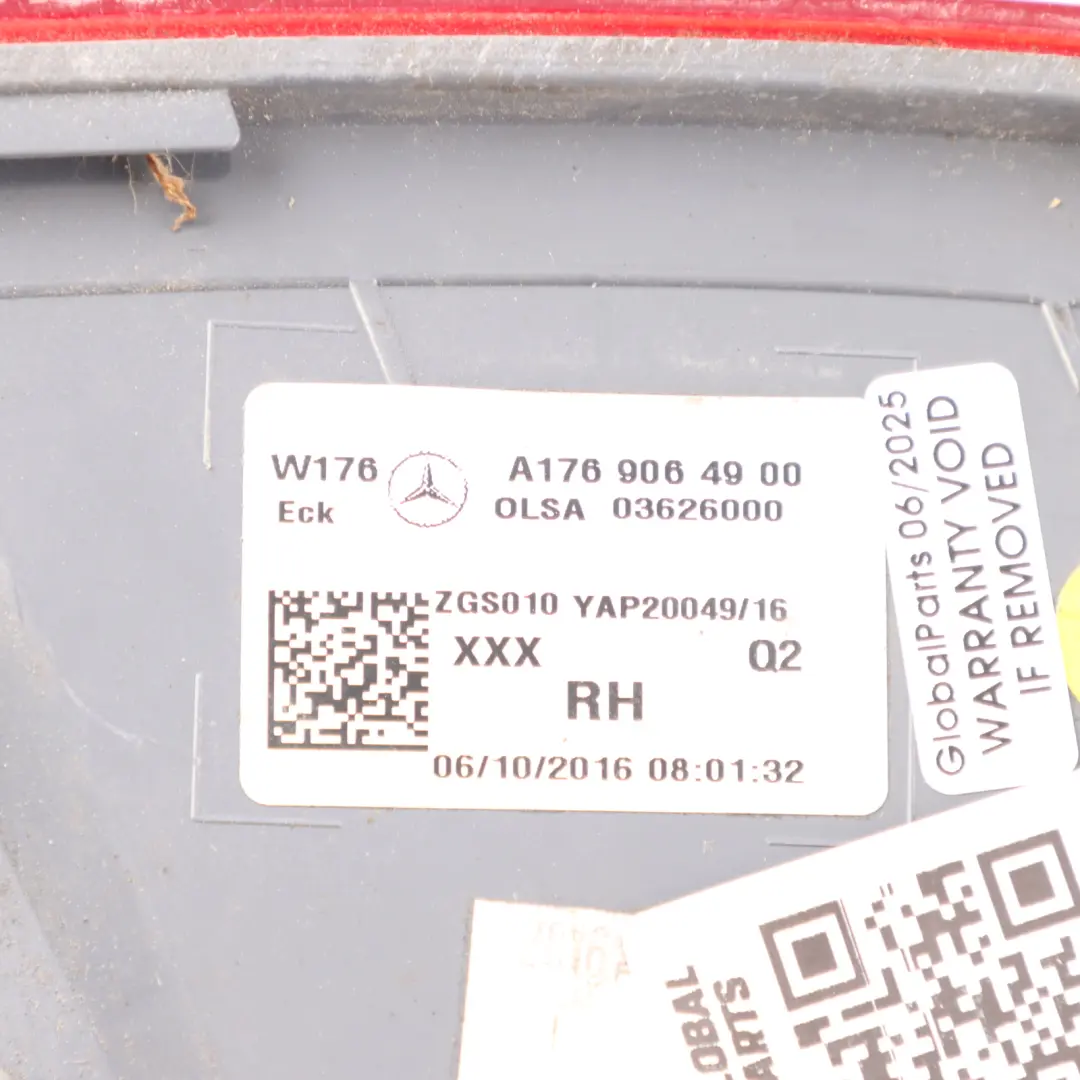 W176
A176 906 49 00
Eck
OLSA 03626000
ZGS010 YAP20049/16
XXX
Q2
RH
06/10/2016 08:01:32
GlobalParts 06/2025
WARRANTY VOID
IF REMOVED